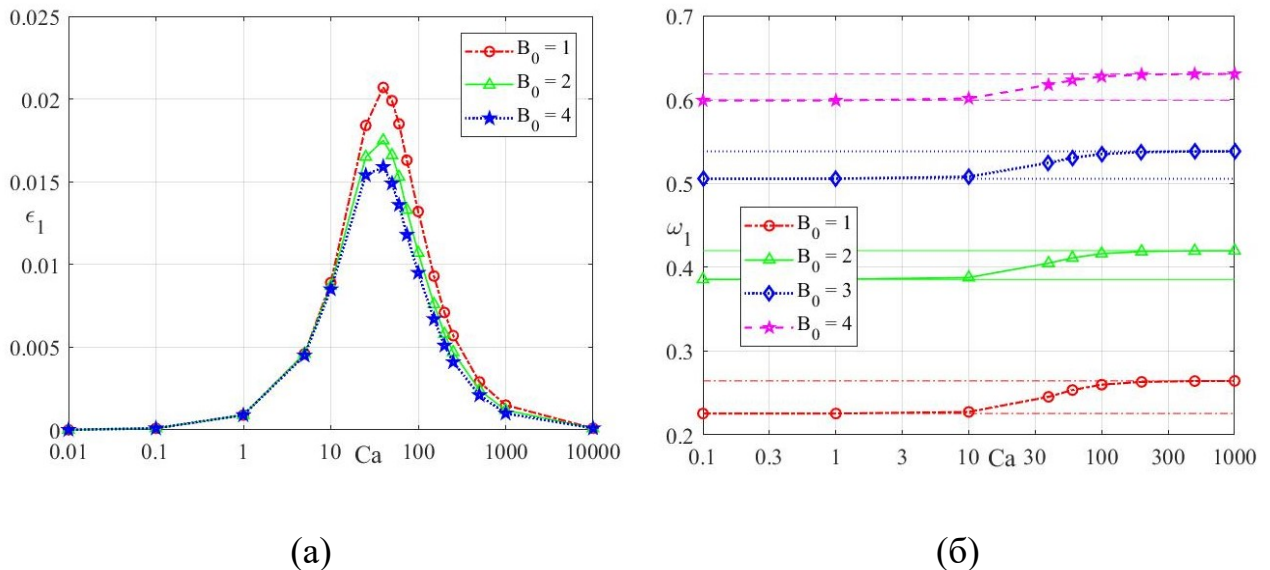 0.025
0.02
0.015
ϵ₁
0.01
0.005
0
0.01 0.1 1 10 Ca 100 1000 10000
B₀ = 1
B₀ = 2
B₀ = 4
(а)
0.7
0.6
0.5
ω₁
0.4
0.3
0.2
0.1 0.3 1 3 10 Ca 30 100 300 1000
B₀ = 1
B₀ = 2
B₀ = 3
B₀ = 4
(б)